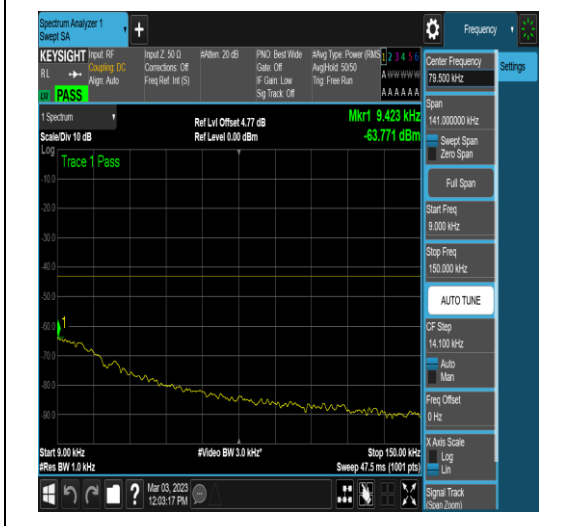 Spectrum Analyzer 1
Swept SA
+
Frequency
KEYSIGHT
RL
PASS
Input: RF
Coupling: DC
Align: Auto
Input Z: 50 Ω
Corrections: Off
Freq Ref: Int (S)
#Atten: 20 dB
PNO: Best Wide
Gate: Off
IF Gain: Low
Sig Track: Off
#Avg Type: Power (RMS
Avg|Hold: 50/50
Trig: Free Run
1 2 3 4 5 6
A W W W W W
A A A A A A
1 Spectrum
Scale/Div 10 dB
Ref Lvl Offset 4.77 dB
Ref Level 0.00 dBm
Mkr1 9.423 kHz
-63.771 dBm
Log
Trace 1 Pass
-10.0
-20.0
-30.0
-40.0
-50.0
-60.0
-70.0
-80.0
-90.0
1
Start 9.00 kHz
#Res BW 1.0 kHz
#Video BW 3.0 kHz*
Stop 150.00 kHz
Sweep 47.5 ms (1001 pts)
Mar 03, 2023
12:03:17 PM
Center Frequency
79.500 kHz
Settings
Span
141.000000 kHz
Swept Span
Zero Span
Full Span
Start Freq
9.000 kHz
Stop Freq
150.000 kHz
AUTO TUNE
CF Step
14.100 kHz
Auto
Man
Freq Offset
0 Hz
X Axis Scale
Log
Lin
Signal Track
(Span Zoom)